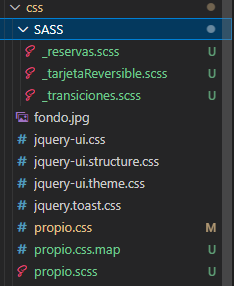 css
SASS
_reservas.scss U
_tarjetaReversible.scss U
_transiciones.scss U
fondo.jpg
jquery-ui.css
jquery-ui.structure.css
jquery-ui.theme.css
jquery.toast.css
propio.css M
propio.css.map U
propio.scss U